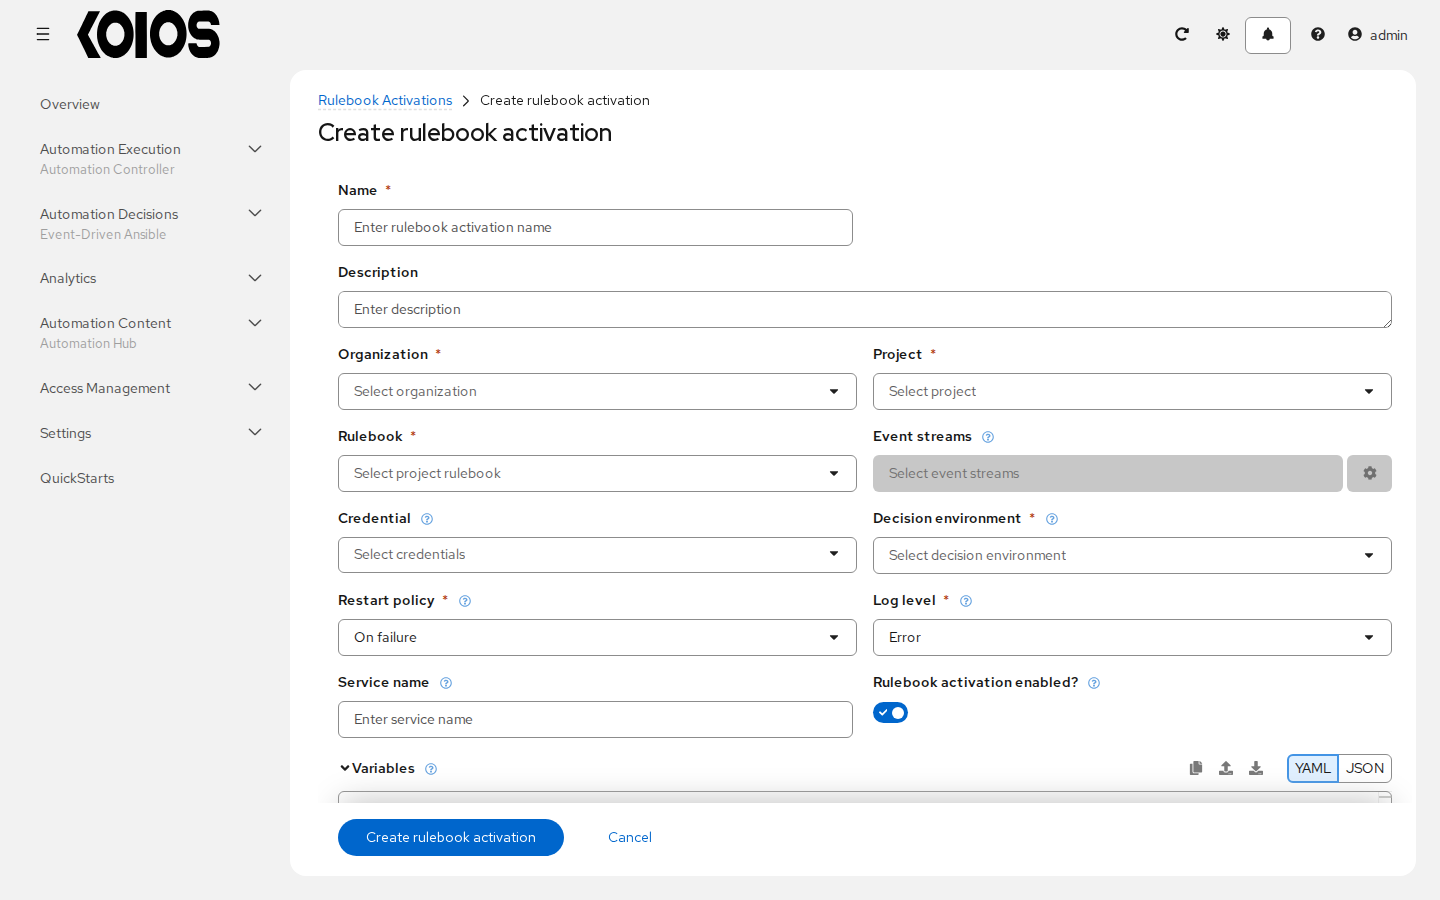 KOIOS
admin
Overview
Automation Execution
Automation Controller
Automation Decisions
Event-Driven Ansible
Analytics
Automation Content
Automation Hub
Access Management
Settings
QuickStarts
Rulebook Activations
Create rulebook activation
Create rulebook activation
Name *
Enter rulebook activation name
Description
Enter description
Organization *
Select organization
Project *
Select project
Rulebook *
Select project rulebook
Event streams
Select event streams
Credential
Select credentials
Decision environment *
Select decision environment
Restart policy *
On failure
Log level *
Error
Service name
Enter service name
Rulebook activation enabled?
Variables
YAML
JSON
Create rulebook activation
Cancel